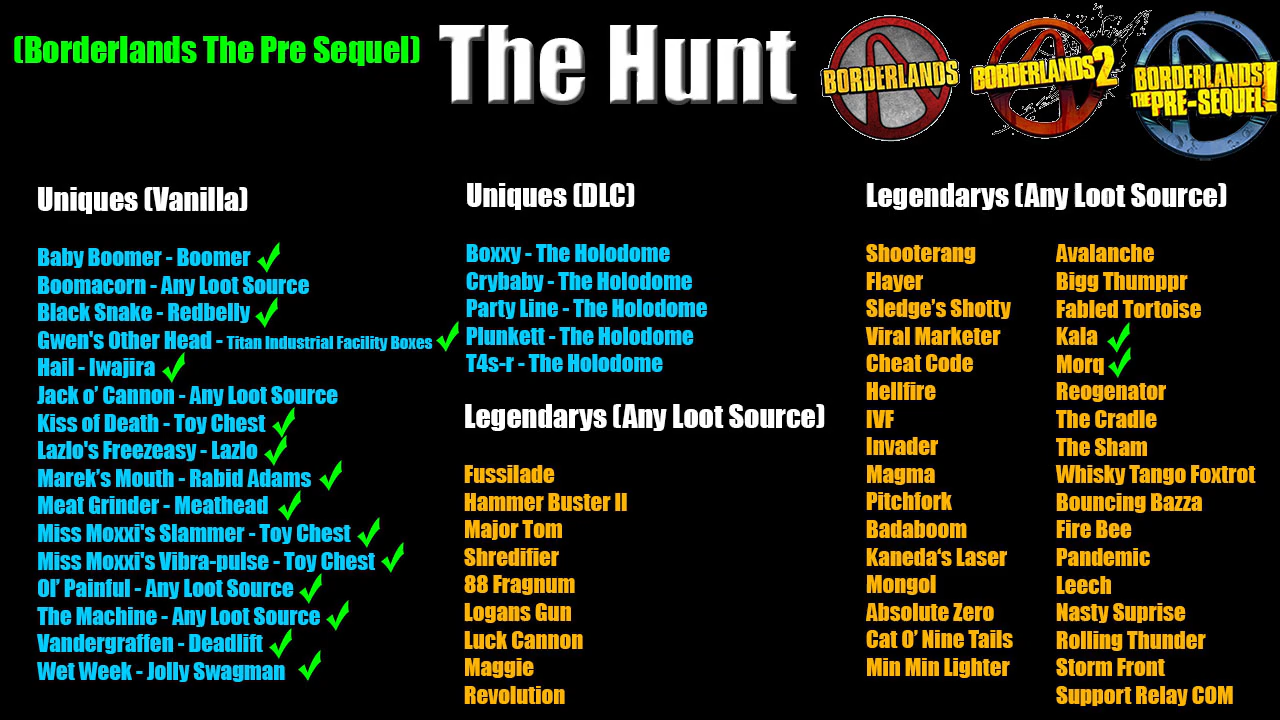 (Borderlands The Pre Sequel)
The Hunt
BORDERLANDS
BORDERLANDS 2
BORDERLANDS
THE PRE-SEQUEL!
Uniques (Vanilla)
Baby Boomer - Boomer
Boomacorn - Any Loot Source
Black Snake - Redbelly
Gwen's Other Head - Titan Industrial Facility Boxes
Hail - Iwajira
Jack o’ Cannon - Any Loot Source
Kiss of Death - Toy Chest
Lazlo's Freezeasy - Lazlo
Marek’s Mouth - Rabid Adams
Meat Grinder - Meathead
Miss Moxxi's Slammer - Toy Chest
Miss Moxxi's Vibra-pulse - Toy Chest
Ol’ Painful - Any Loot Source
The Machine - Any Loot Source
Vandergraffen - Deadlift
Wet Week - Jolly Swagman
Uniques (DLC)
Boxxy - The Holodome
Crybaby - The Holodome
Party Line - The Holodome
Plunkett - The Holodome
T4s-r - The Holodome
Legendarys (Any Loot Source)
Fussilade
Hammer Buster II
Major Tom
Shredifier
88 Fragnum
Logans Gun
Luck Cannon
Maggie
Revolution
Legendarys (Any Loot Source)
Shooterang
Flayer
Sledge’s Shotty
Viral Marketer
Cheat Code
Hellfire
IVF
Invader
Magma
Pitchfork
Badaboom
Kaneda‘s Laser
Mongol
Absolute Zero
Cat O’ Nine Tails
Min Min Lighter
Avalanche
Bigg Thumppr
Fabled Tortoise
Kala
Morq
Reogenator
The Cradle
The Sham
Whisky Tango Foxtrot
Bouncing Bazza
Fire Bee
Pandemic
Leech
Nasty Suprise
Rolling Thunder
Storm Front
Support Relay COM